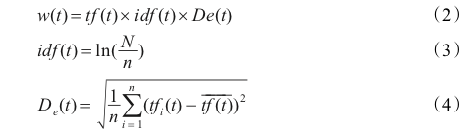 w(t) = tf(t) × idf(t) × De(t) (2)
idf(t) = ln(N/n) (3)
D_e(t) = √(1/n ∑_{i=1}^{n} (tf_i(t) − \overline{tf(t)})^2) (4)